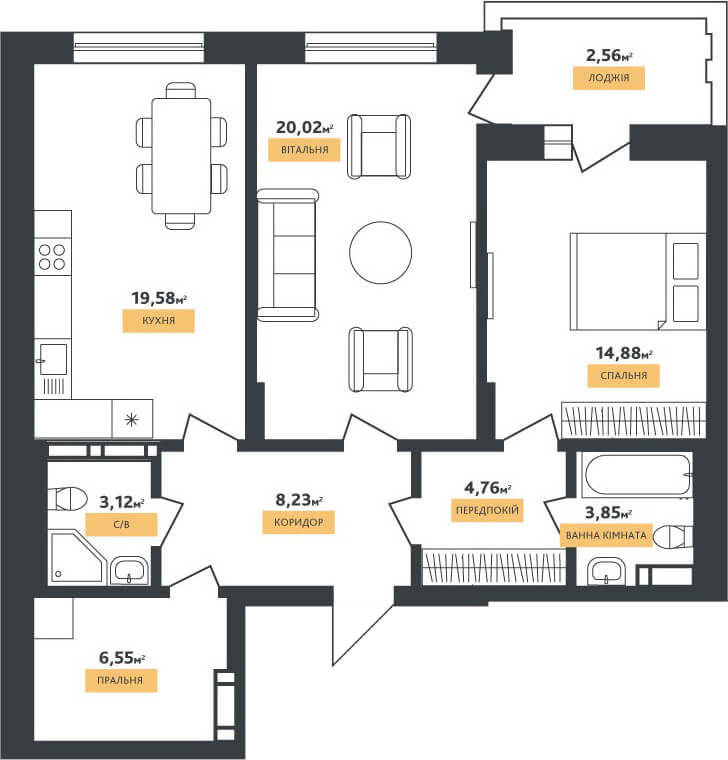 2,56м²
ЛОДЖІЯ
20,02м²
ВІТАЛЬНЯ
19,58м²
КУХНЯ
14,88м²
СПАЛЬНЯ
3,12м²
С/В
8,23м²
КОРИДОР
4,76м²
ПЕРЕДПОКІЙ
3,85м²
ВАННА КІМНАТА
6,55м²
ПРАЛЬНЯ